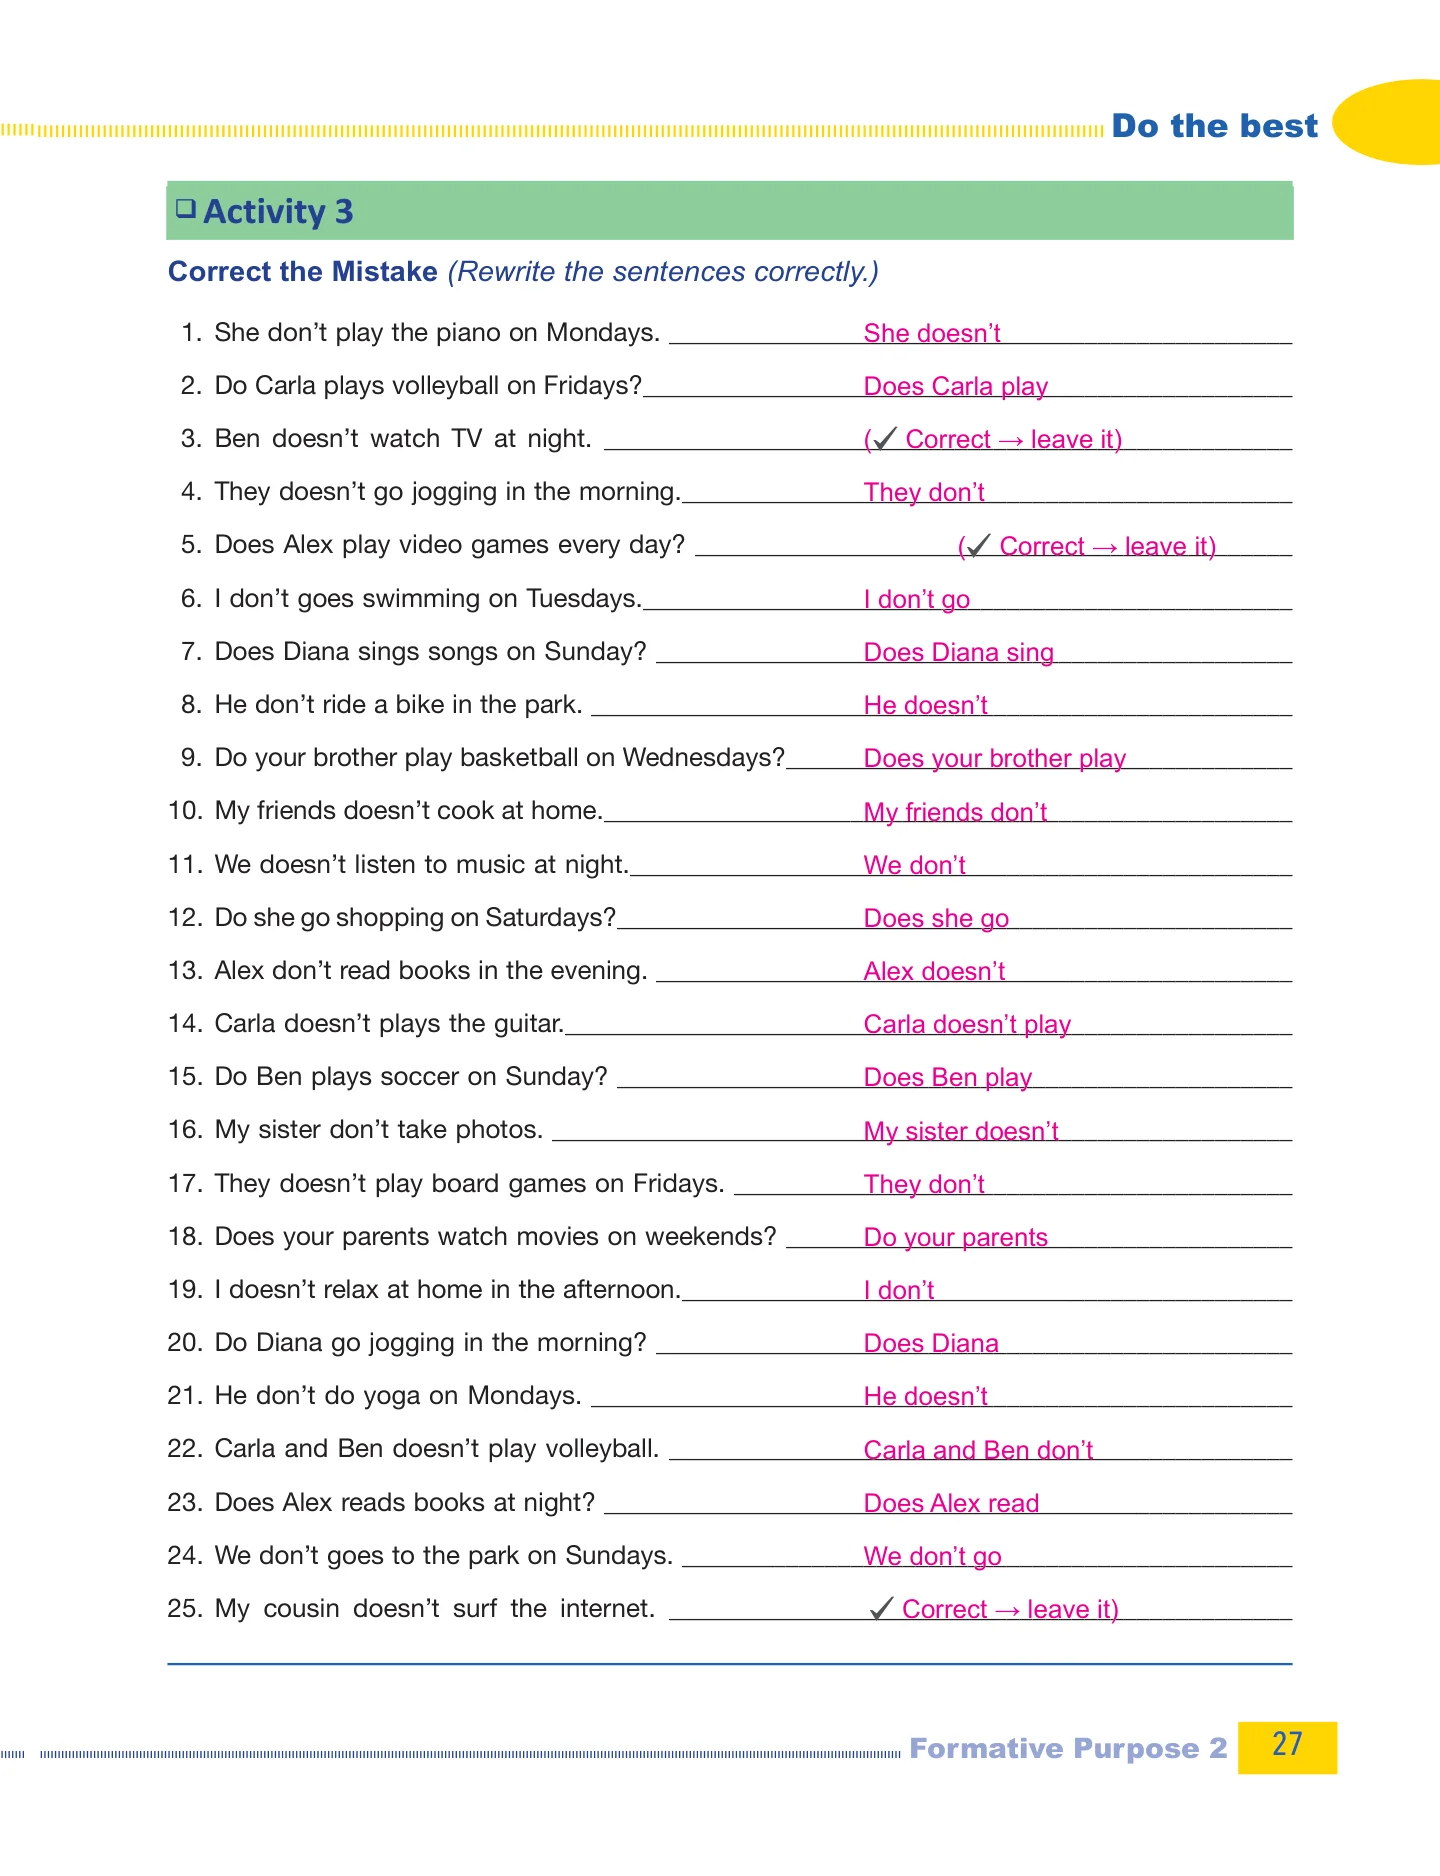 Do the best
❑ Activity 3
Correct the Mistake (Rewrite the sentences correctly.)
1. She don’t play the piano on Mondays. She doesn’t
2. Do Carla plays volleyball on Fridays? Does Carla play
3. Ben doesn’t watch TV at night. (✓ Correct → leave it)
4. They doesn’t go jogging in the morning. They don’t
5. Does Alex play video games every day? (✓ Correct → leave it)
6. I don’t goes swimming on Tuesdays. I don’t go
7. Does Diana sings songs on Sunday? Does Diana sing
8. He don’t ride a bike in the park. He doesn’t
9. Do your brother play basketball on Wednesdays? Does your brother play
10. My friends doesn’t cook at home. My friends don’t
11. We doesn’t listen to music at night. We don’t
12. Do she go shopping on Saturdays? Does she go
13. Alex don’t read books in the evening. Alex doesn’t
14. Carla doesn’t plays the guitar. Carla doesn’t play
15. Do Ben plays soccer on Sunday? Does Ben play
16. My sister don’t take photos. My sister doesn’t
17. They doesn’t play board games on Fridays. They don’t
18. Does your parents watch movies on weekends? Do your parents
19. I doesn’t relax at home in the afternoon. I don’t
20. Do Diana go jogging in the morning? Does Diana
21. He don’t do yoga on Mondays. He doesn’t
22. Carla and Ben doesn’t play volleyball. Carla and Ben don’t
23. Does Alex reads books at night? Does Alex read
24. We don’t goes to the park on Sundays. We don’t go
25. My cousin doesn’t surf the internet. ✓ Correct → leave it)
Formative Purpose 2 27